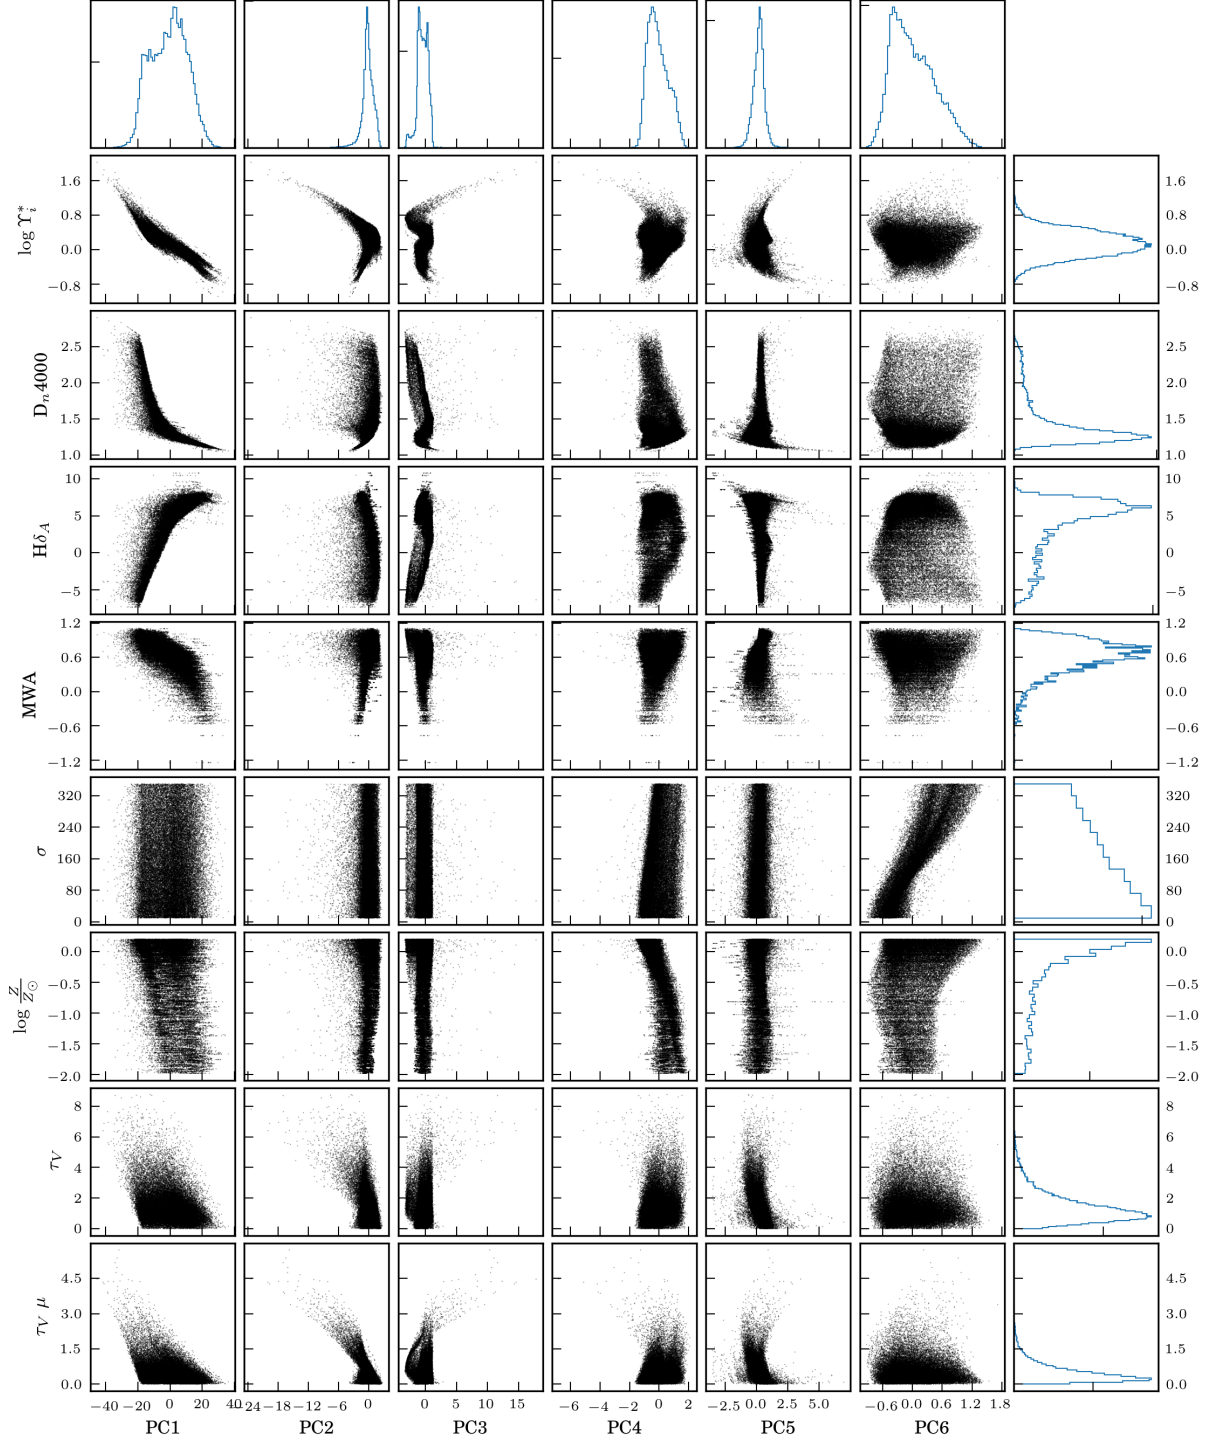 log Υ*ᵢ 1.6 0.8 0.0 −0.8 1.6 0.8 0.0 −0.8
Dₙ4000 2.5 2.0 1.5 1.0 2.5 2.0 1.5 1.0
Hδ_A 10 5 0 −5 10 5 0 −5
MWA 1.2 0.6 0.0 −0.6 −1.2 1.2 0.6 0.0 −0.6 −1.2
σ 320 240 160 80 0 320 240 160 80 0
log Z/Z⊙ 0.0 −0.5 −1.0 −1.5 −2.0 0.0 −0.5 −1.0 −1.5 −2.0
τ_V 8 6 4 2 0 8 6 4 2 0
τ_V μ 4.5 3.0 1.5 0.0 4.5 3.0 1.5 0.0
−40 −20 0 20 40 −24 −18 −12 −6 0 0 5 10 15 −6 −4 −2 0 2 −2.5 0.0 2.5 5.0 −0.6 0.0 0.6 1.2 1.8
PC1 PC2 PC3 PC4 PC5 PC6